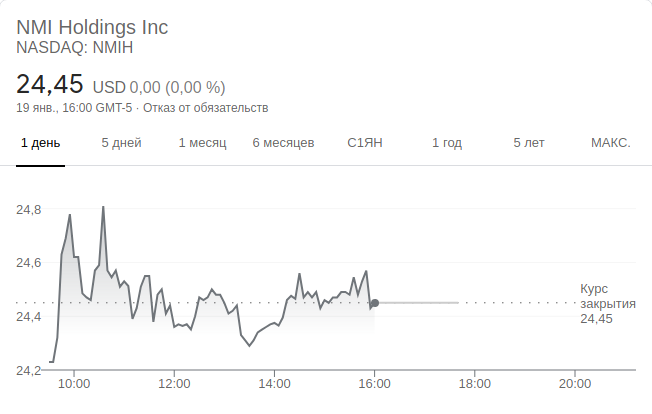 NMI Holdings Inc
NASDAQ: NMIH
24,45 USD 0,00 (0,00 %)
19 янв., 16:00 GMT-5 · Отказ от обязательств
1 день 5 дней 1 месяц 6 месяцев С1ЯН 1 год 5 лет МАКС.
24,8
24,6
Курс
закрытия
24,45
24,4
24,2
10:00 12:00 14:00 16:00 18:00 20:00